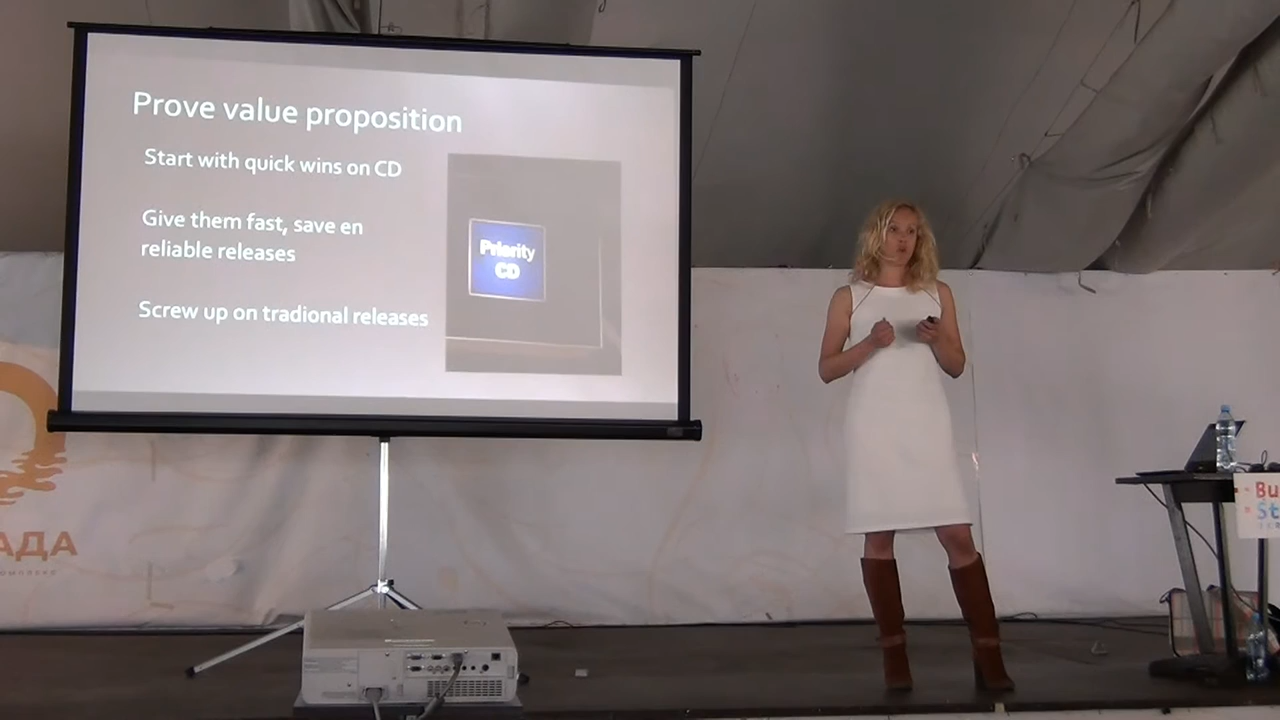 Prove value proposition
Start with quick wins on CD
Give them fast, save en
reliable releases
Screw up on tradional releases
Priority
CD
АДА
Bu
St